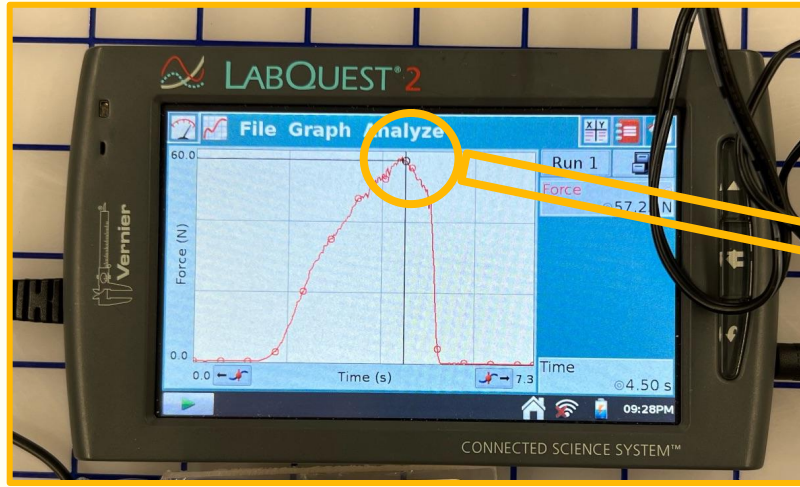 LABQUEST® 2
File Graph Analyze
X Y
60.0
Run 1
Force
57.2 N
Force (N)
Vernier
0.0
0.0
Time (s)
7.3
Time
4.50 s
09:28PM
CONNECTED SCIENCE SYSTEM™